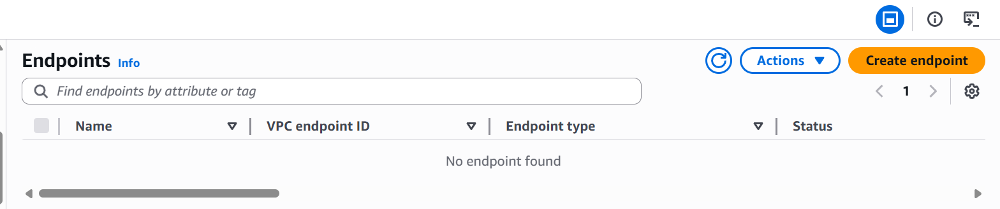 Endpoints Info
Actions
Create endpoint
Find endpoints by attribute or tag
1
Name
VPC endpoint ID
Endpoint type
Status
No endpoint found